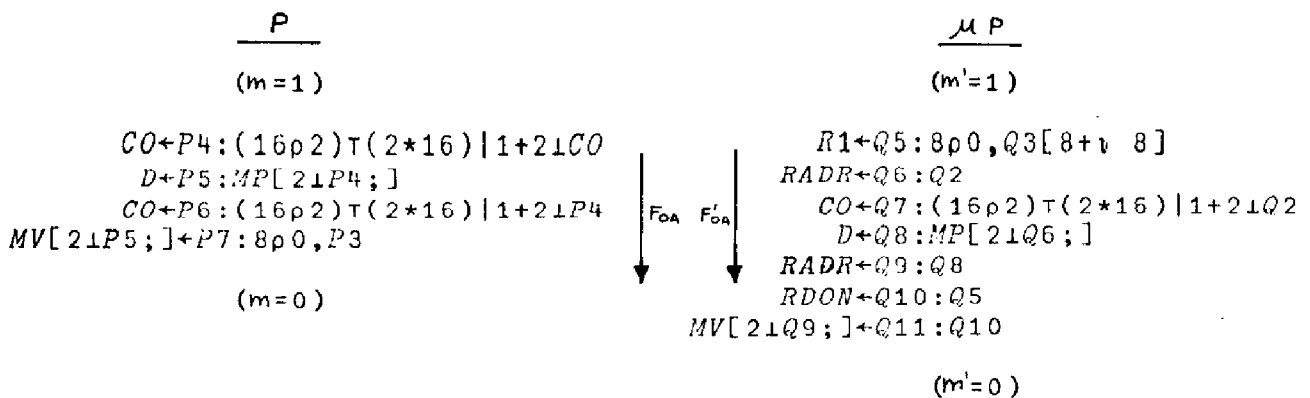 P
(m=1)
CO←P4:(16ρ2)⊤(2*16)|1+2⊥CO
D←P5:MP[2⊥P4;]
CO←P6:(16ρ2)⊤(2*16)|1+2⊥P4
MV[2⊥P5;]←P7:8ρ0,P3
(m=0)
FOA
F'OA
μP
(m'=1)
R1←Q5:8ρ0,Q3[8+ι 8]
RADR←Q6:Q2
CO←Q7:(16ρ2)⊤(2*16)|1+2⊥Q2
D←Q8:MP[2⊥Q6;]
RADR←Q9:Q8
RDON←Q10:Q5
MV[2⊥Q9;]←Q11:Q10
(m'=0)